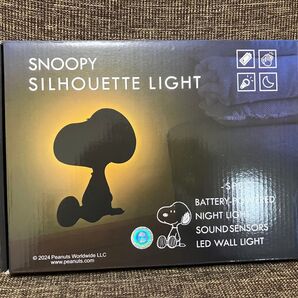 SNOOPY
SILHOUETTE LIGHT
BATTERY-POWERED
NIGHT LIGHT
SOUND SENSORS
LED WALL LIGHT
© 2024 Peanuts Worldwide LLC
www.peanuts.com